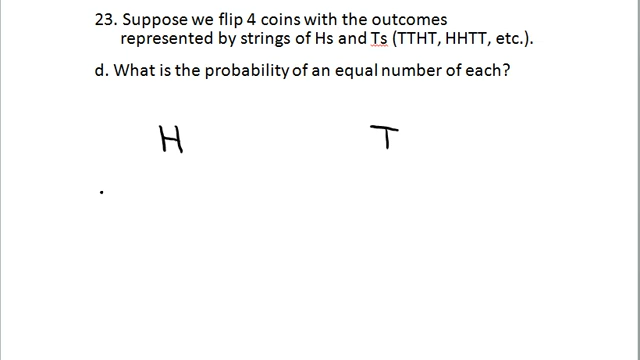 23. Suppose we flip 4 coins with the outcomes
represented by strings of Hs and Ts (TTHT, HHTT, etc.).
d. What is the probability of an equal number of each?
H T